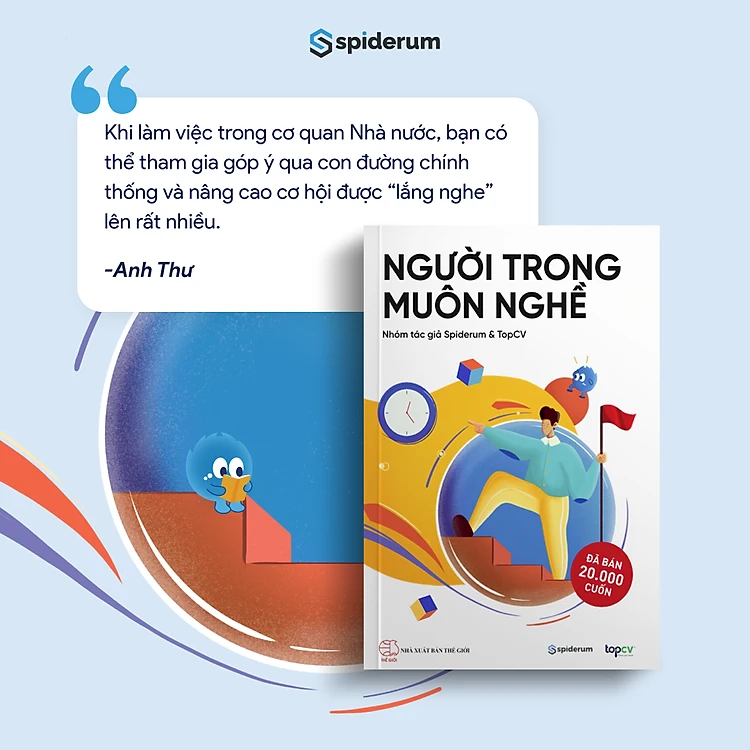 spiderum
Khi làm việc trong cơ quan Nhà nước, bạn có
thể tham gia góp ý qua con đường chính
thống và nâng cao cơ hội được “lắng nghe”
lên rất nhiều.
-Anh Thư
NGƯỜI TRONG
MUÔN NGHỀ
Nhóm tác giả Spiderum & TopCV
ĐÃ BÁN
20.000
CUỐN
THẾ GIỚI
NHÀ XUẤT BẢN THẾ GIỚI
spiderum
topcv